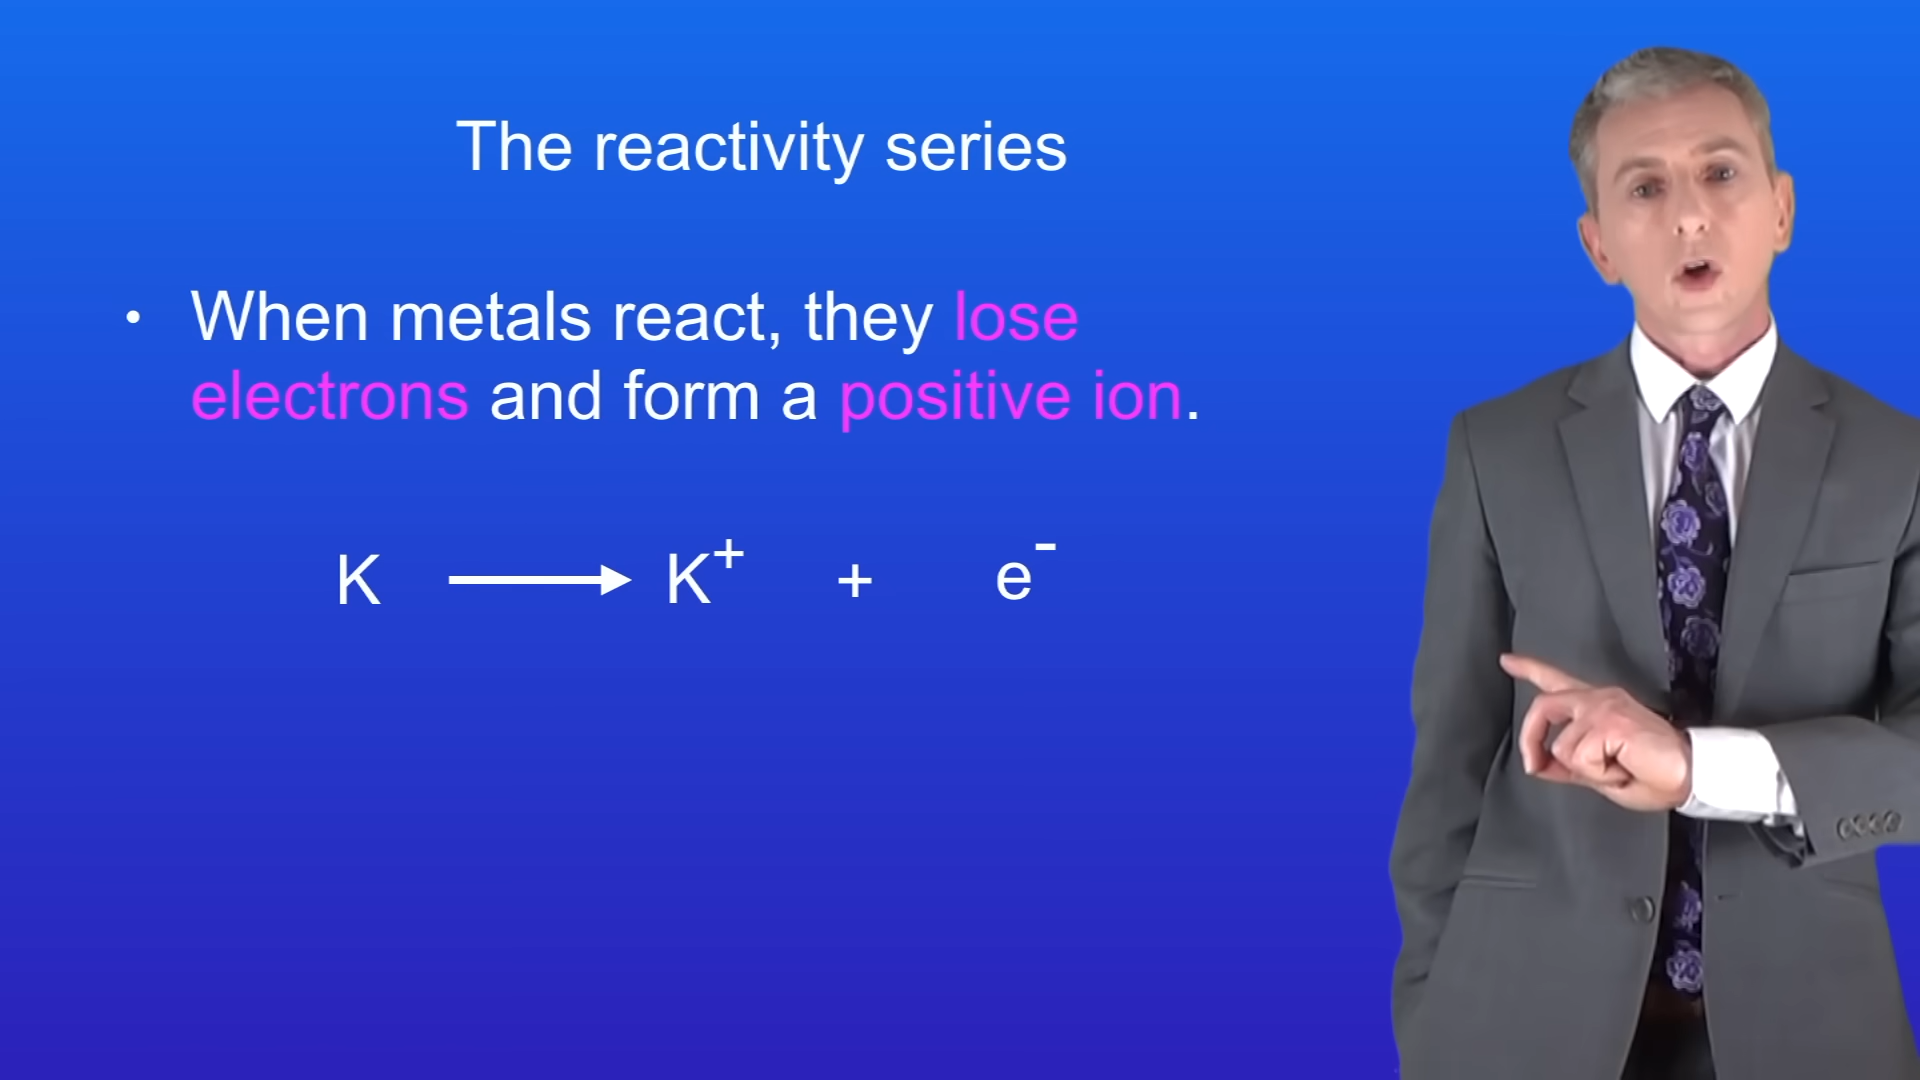 The reactivity series
• When metals react, they lose
electrons and form a positive ion.
K ⟶ K⁺ + e⁻